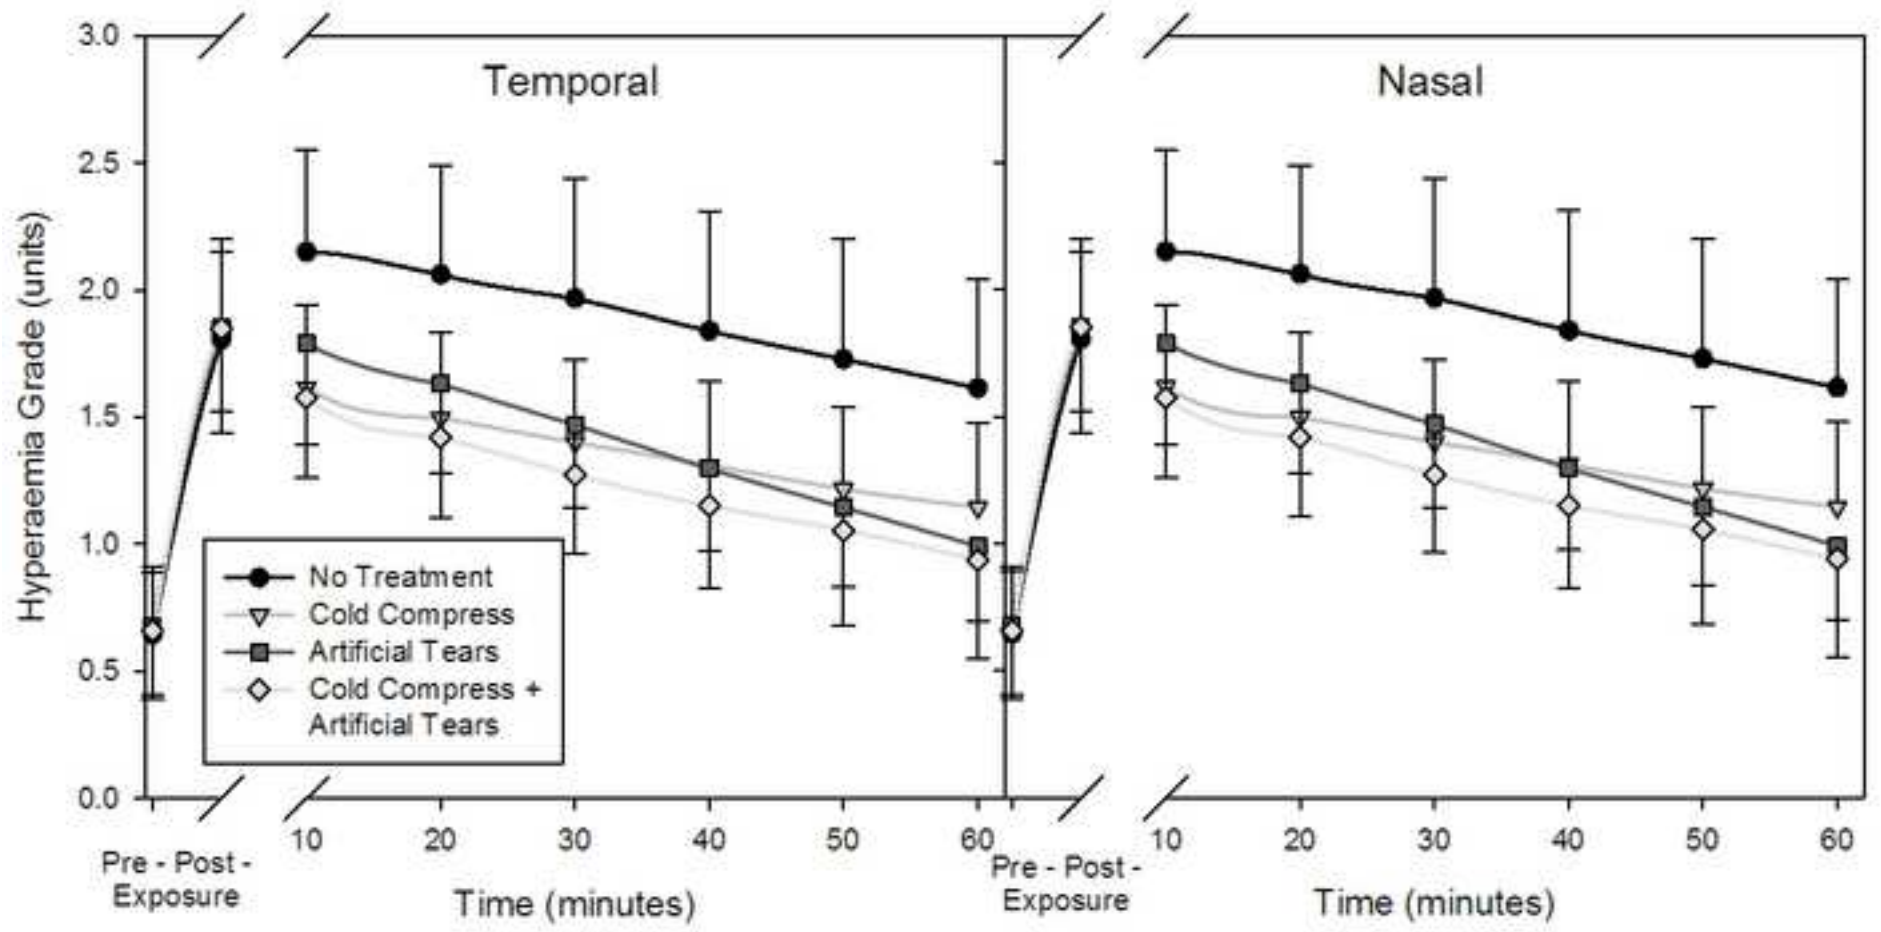 Temporal
Nasal
Hyperaemia Grade (units)
3.0
2.5
2.0
1.5
1.0
0.5
0.0
No Treatment
Cold Compress
Artificial Tears
Cold Compress +
Artificial Tears
10 20 30 40 50 60
Pre - Post -
Exposure
Time (minutes)
10 20 30 40 50 60
Pre - Post -
Exposure
Time (minutes)